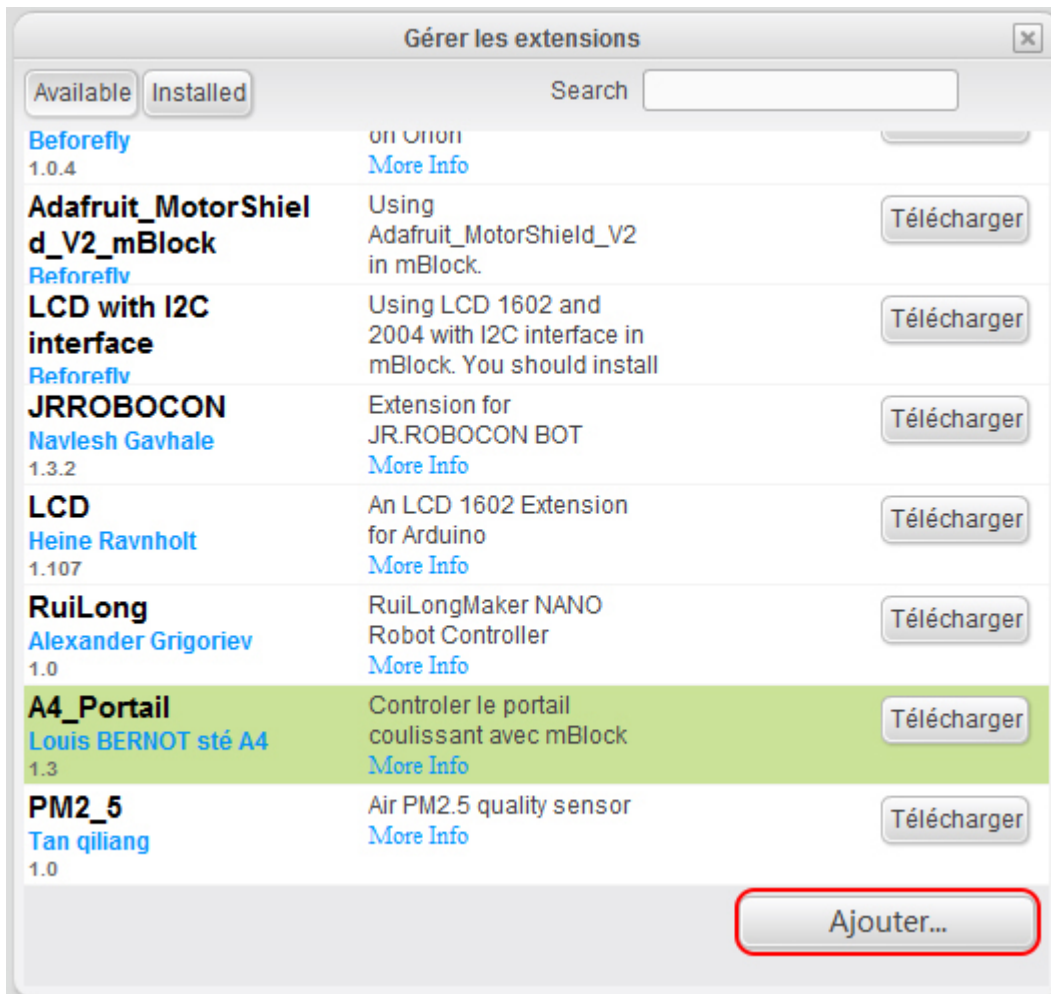 Gérer les extensions
Available Installed Search
Beforefly
1.0.4
on Orion
More Info
Adafruit_MotorShiel
d_V2_mBlock
Beforefly
Using
Adafruit_MotorShield_V2
in mBlock.
Télécharger
LCD with I2C
interface
Beforefly
Using LCD 1602 and
2004 with I2C interface in
mBlock. You should install
Télécharger
JRROBOCON
Navlesh Gavhale
1.3.2
Extension for
JR.ROBOCON BOT
More Info
Télécharger
LCD
Heine Ravnholt
1.107
An LCD 1602 Extension
for Arduino
More Info
Télécharger
RuiLong
Alexander Grigoriev
1.0
RuiLongMaker NANO
Robot Controller
More Info
Télécharger
A4_Portail
Louis BERNOT sté A4
1.3
Controler le portail
coulissant avec mBlock
More Info
Télécharger
PM2_5
Tan qiliang
1.0
Air PM2.5 quality sensor
More Info
Télécharger
Ajouter...